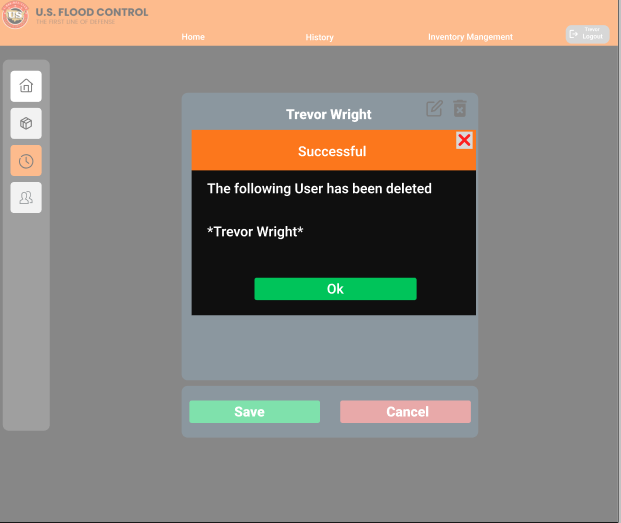 U.S. FLOOD CONTROL
THE FIRST LINE OF DEFENSE
US
Home
History
Inventory Mangement
Logout
Trevor Wright
Successful
The following User has been deleted
*Trevor Wright*
Ok
Save
Cancel